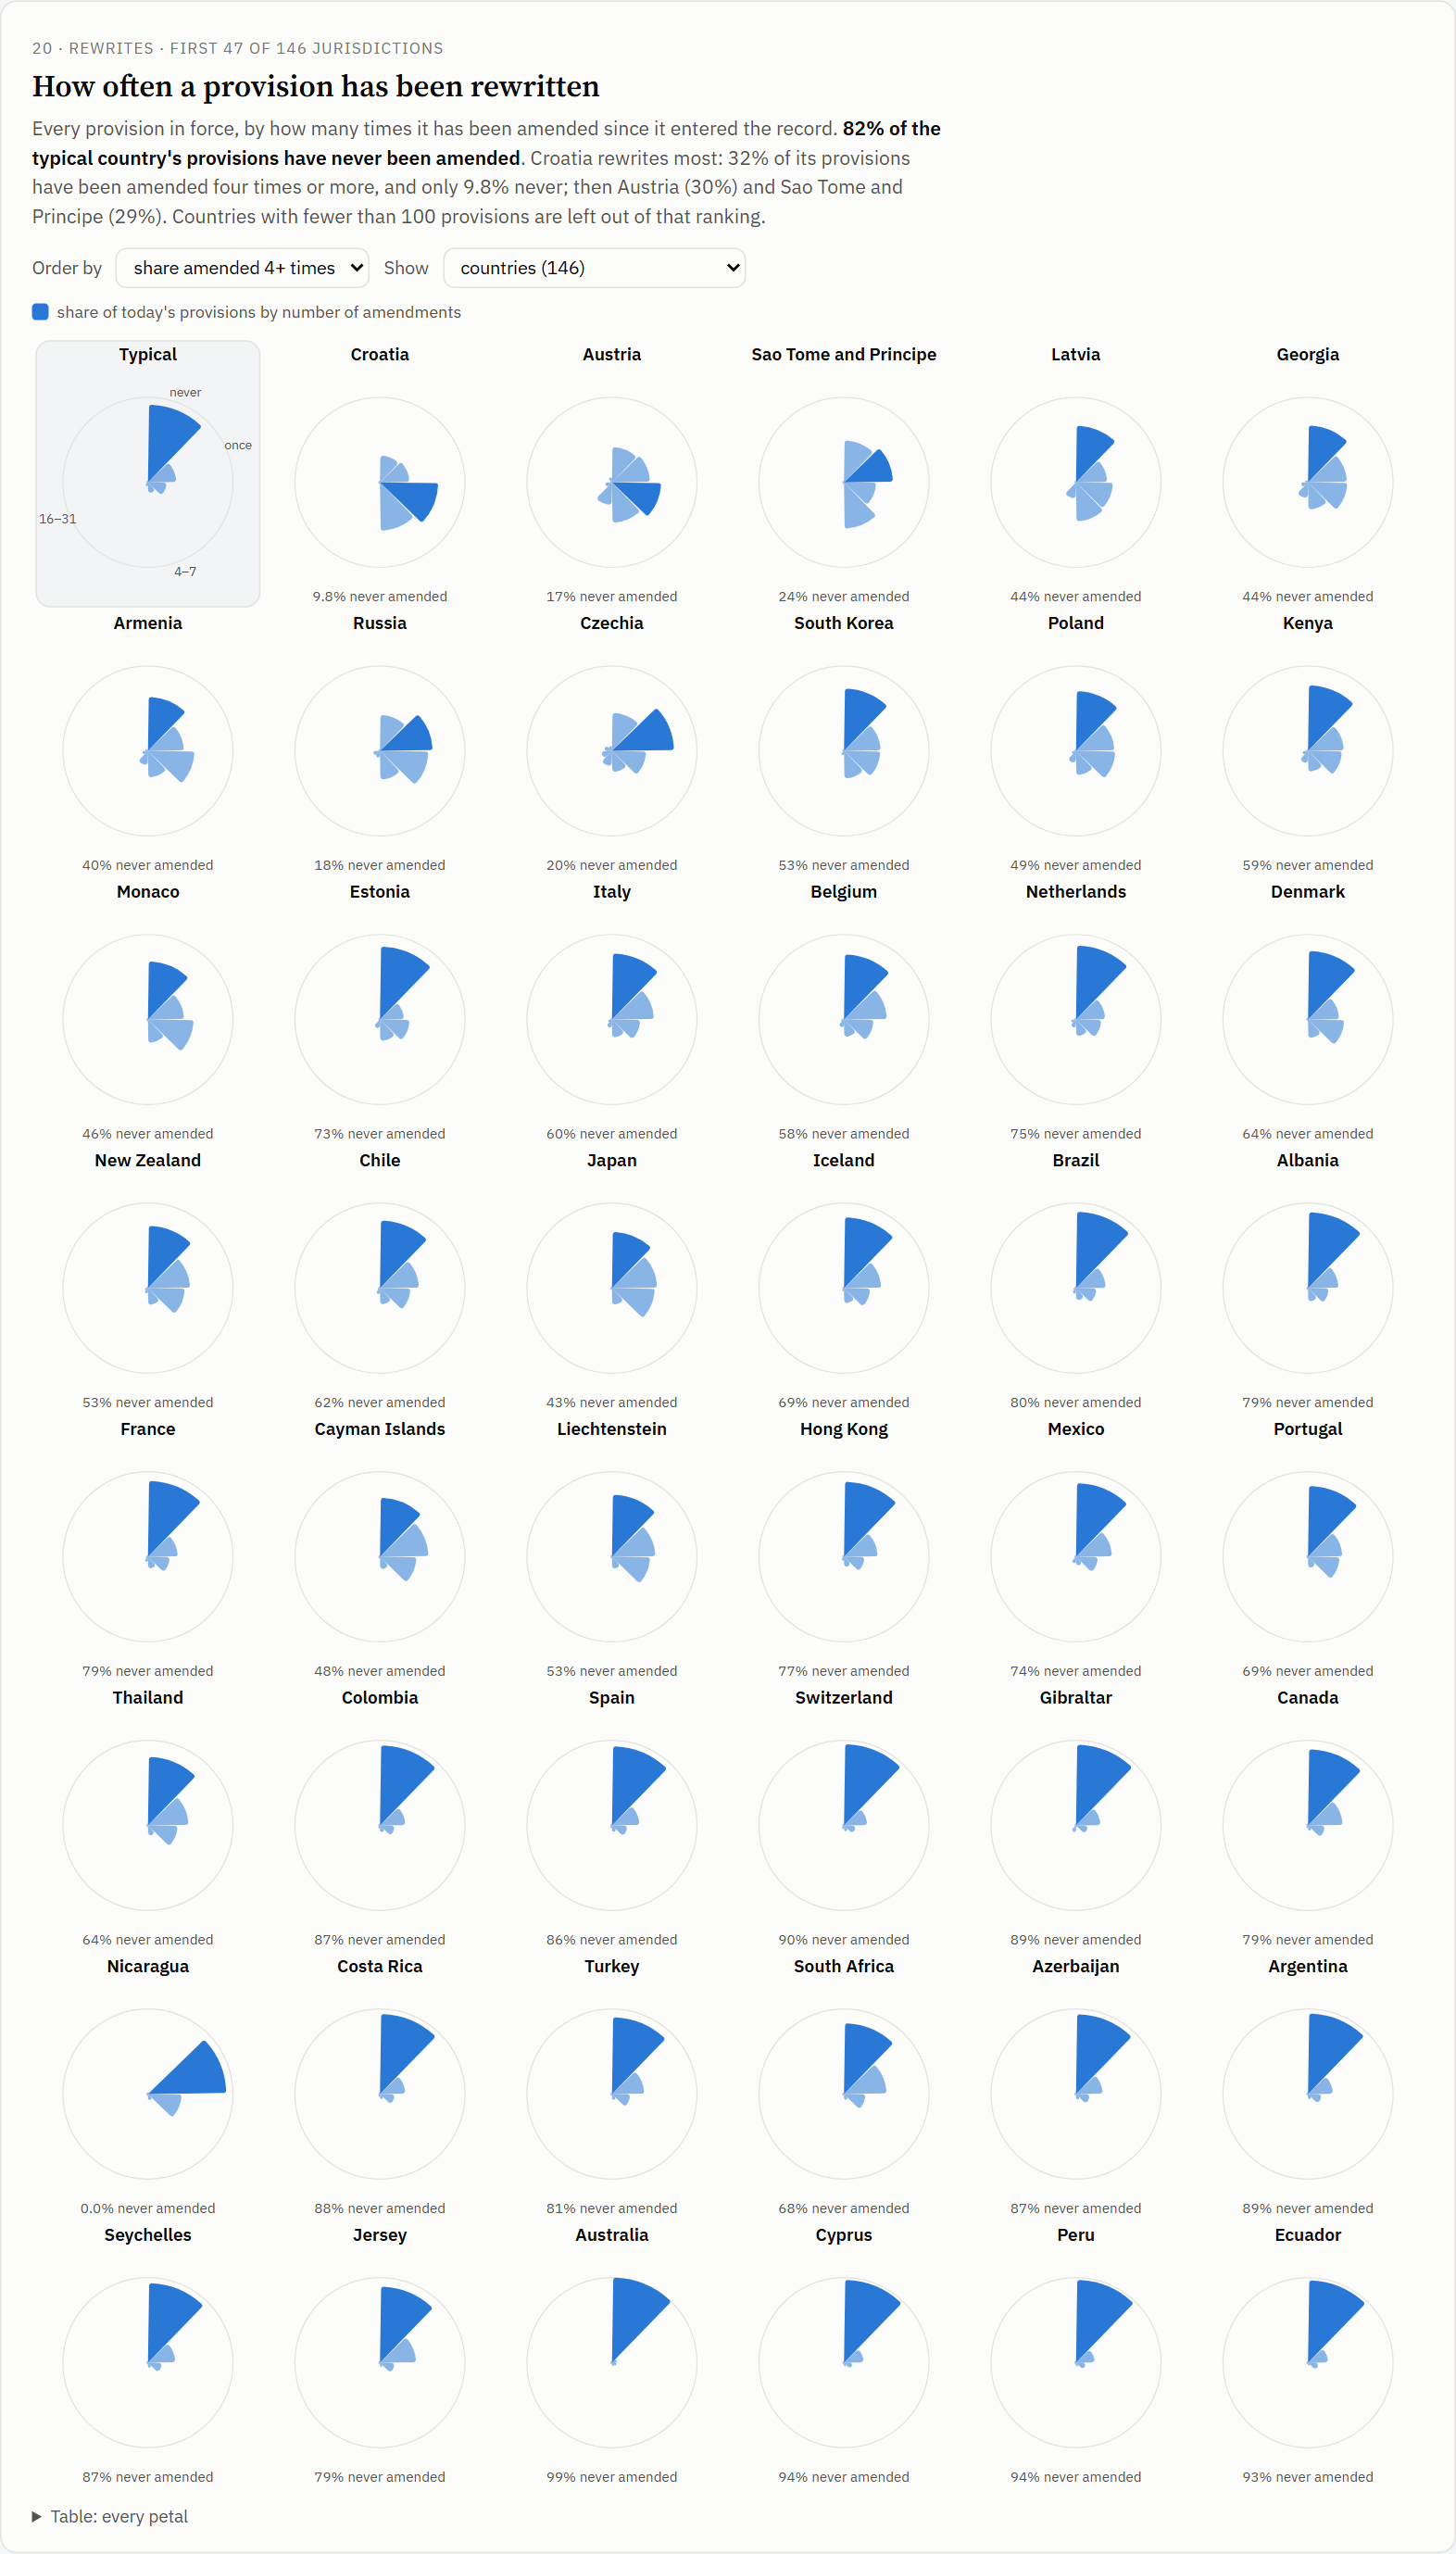 20 · REWRITES · FIRST 47 OF 146 JURISDICTIONS
How often a provision has been rewritten
Every provision in force, by how many times it has been amended since it entered the record. 82% of the
typical country's provisions have never been amended. Croatia rewrites most: 32% of its provisions
have been amended four times or more, and only 9.8% never; then Austria (30%) and Sao Tome and
Principe (29%). Countries with fewer than 100 provisions are left out of that ranking.
Order by share amended 4+ times Show countries (146)
share of today's provisions by number of amendments
Typical Croatia Austria Sao Tome and Principe Latvia Georgia
never
once
16–31
4–7
9.8% never amended 17% never amended 24% never amended 44% never amended 44% never amended
Armenia Russia Czechia South Korea Poland Kenya
40% never amended 18% never amended 20% never amended 53% never amended 49% never amended 59% never amended
Monaco Estonia Italy Belgium Netherlands Denmark
46% never amended 73% never amended 60% never amended 58% never amended 75% never amended 64% never amended
New Zealand Chile Japan Iceland Brazil Albania
53% never amended 62% never amended 43% never amended 69% never amended 80% never amended 79% never amended
France Cayman Islands Liechtenstein Hong Kong Mexico Portugal
79% never amended 48% never amended 53% never amended 77% never amended 74% never amended 69% never amended
Thailand Colombia Spain Switzerland Gibraltar Canada
64% never amended 87% never amended 86% never amended 90% never amended 89% never amended 79% never amended
Nicaragua Costa Rica Turkey South Africa Azerbaijan Argentina
0.0% never amended 88% never amended 81% never amended 68% never amended 87% never amended 89% never amended
Seychelles Jersey Australia Cyprus Peru Ecuador
87% never amended 79% never amended 99% never amended 94% never amended 94% never amended 93% never amended
Table: every petal